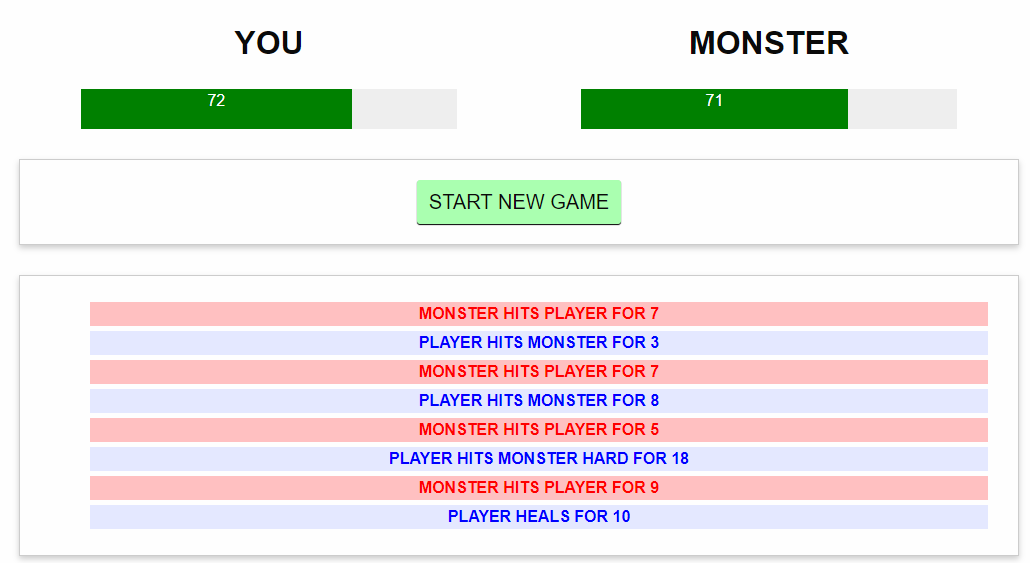 YOU
MONSTER
72
71
START NEW GAME
MONSTER HITS PLAYER FOR 7
PLAYER HITS MONSTER FOR 3
MONSTER HITS PLAYER FOR 7
PLAYER HITS MONSTER FOR 8
MONSTER HITS PLAYER FOR 5
PLAYER HITS MONSTER HARD FOR 18
MONSTER HITS PLAYER FOR 9
PLAYER HEALS FOR 10